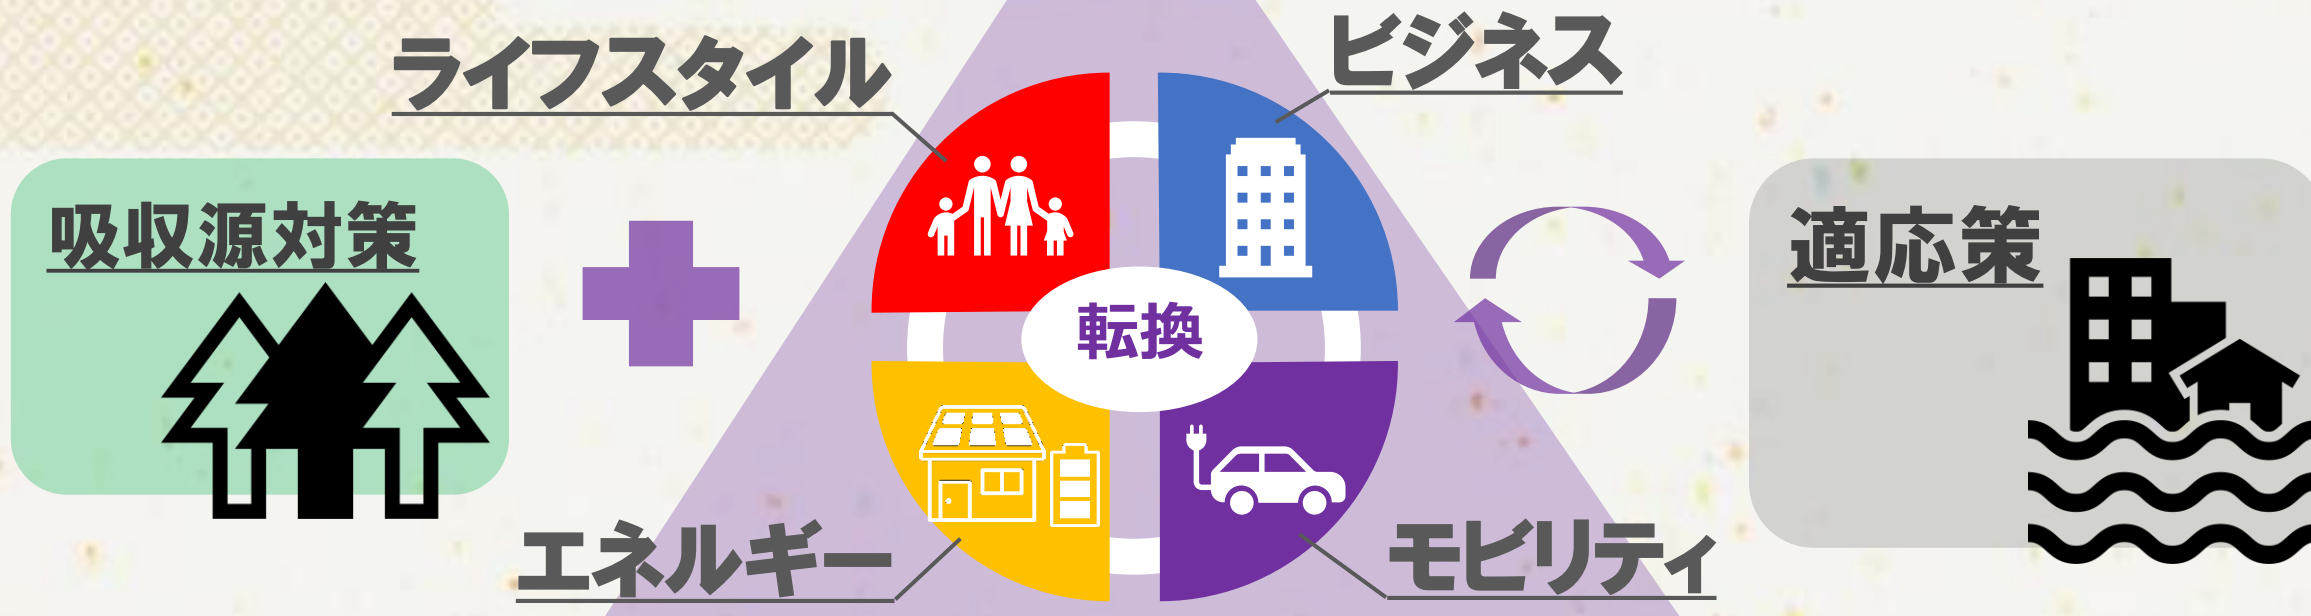 ライフスタイル
ビジネス
吸収源対策
転換
適応策
エネルギー
モビリティ